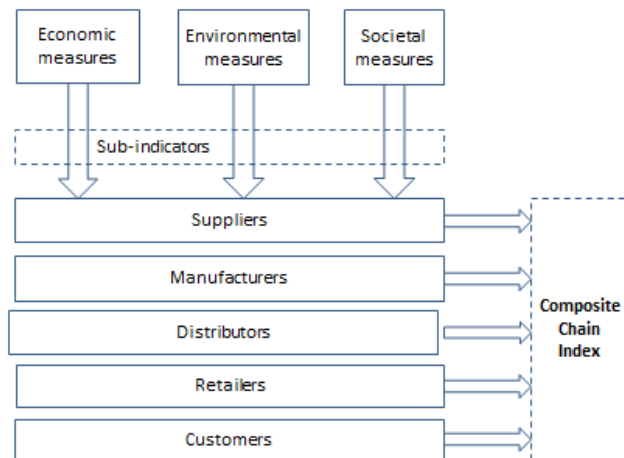 Economic
measures
Environmental
measures
Societal
measures
Sub-indicators
Suppliers
Manufacturers
Distributors
Retailers
Customers
Composite
Chain
Index